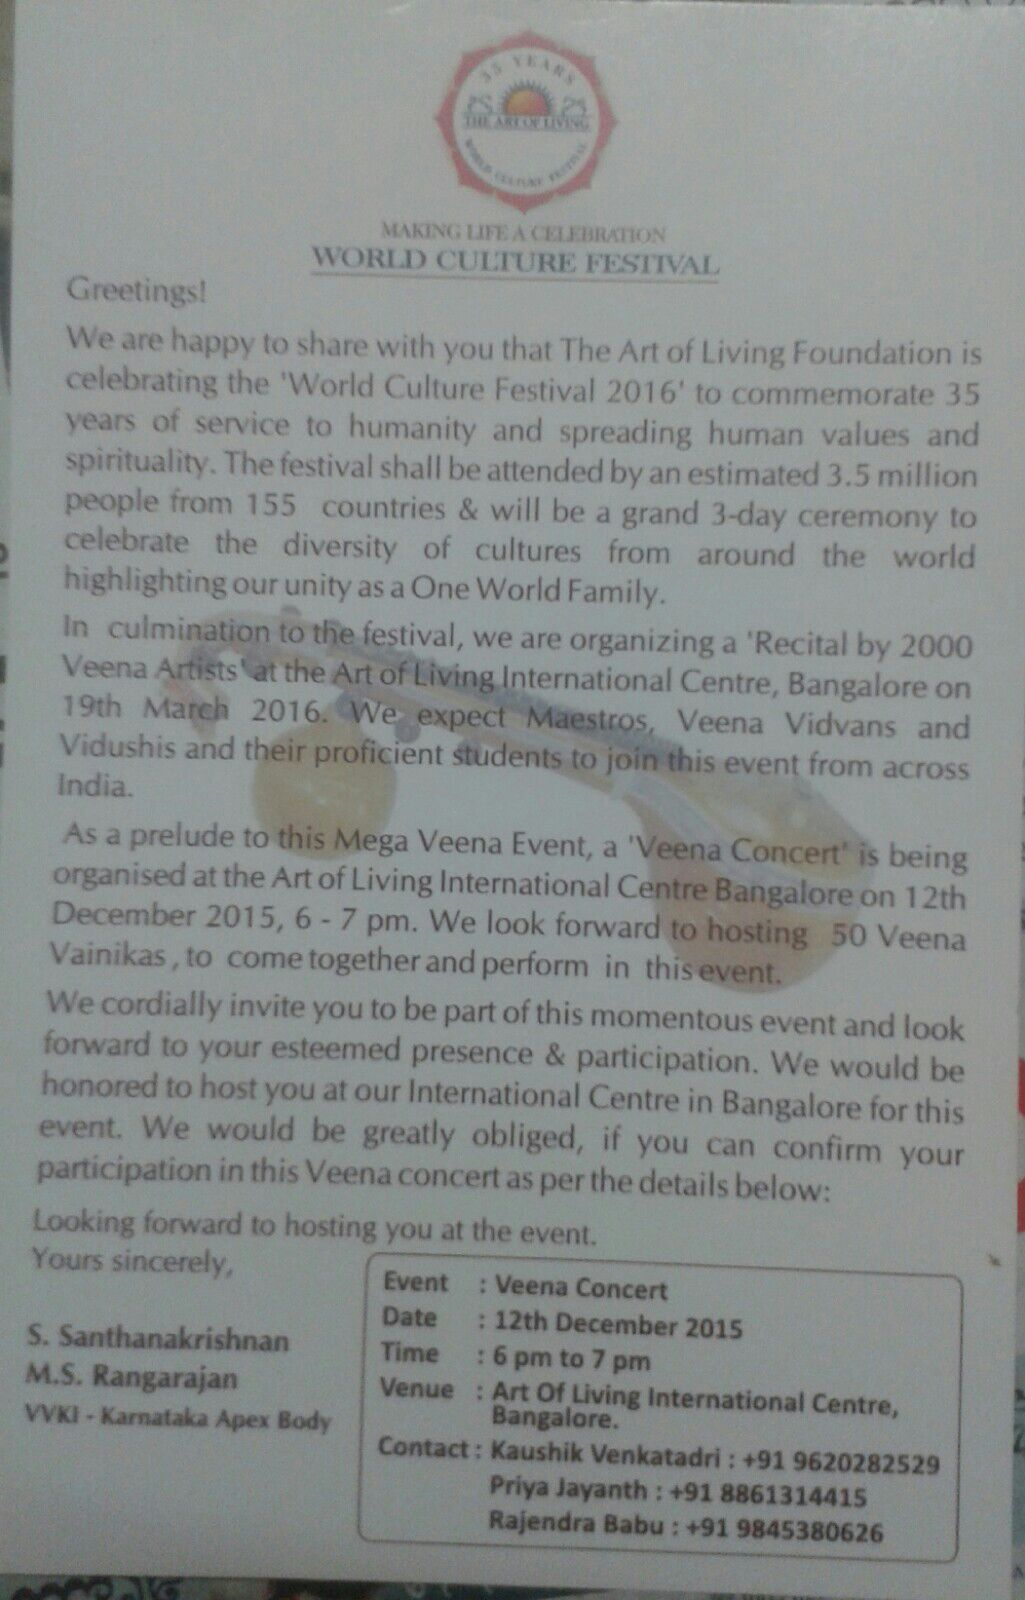 35 YEARS
THE ART OF LIVING
WORLD CULTURE FESTIVAL
MAKING LIFE A CELEBRATION
WORLD CULTURE FESTIVAL
Greetings!
We are happy to share with you that The Art of Living Foundation is
celebrating the 'World Culture Festival 2016' to commemorate 35
years of service to humanity and spreading human values and
spirituality. The festival shall be attended by an estimated 3.5 million
people from 155 countries & will be a grand 3-day ceremony to
celebrate the diversity of cultures from around the world
highlighting our unity as a One World Family.
In culmination to the festival, we are organizing a 'Recital by 2000
Veena Artists' at the Art of Living International Centre, Bangalore on
19th March 2016. We expect Maestros, Veena Vidvans and
Vidushis and their proficient students to join this event from across
India.
As a prelude to this Mega Veena Event, a 'Veena Concert' is being
organised at the Art of Living International Centre Bangalore on 12th
December 2015, 6 - 7 pm. We look forward to hosting 50 Veena
Vainikas , to come together and perform in this event.
We cordially invite you to be part of this momentous event and look
forward to your esteemed presence & participation. We would be
honored to host you at our International Centre in Bangalore for this
event. We would be greatly obliged, if you can confirm your
participation in this Veena concert as per the details below:
Looking forward to hosting you at the event.
Yours sincerely,
S. Santhanakrishnan
M.S. Rangarajan
VVKI - Karnataka Apex Body
Event : Veena Concert
Date : 12th December 2015
Time : 6 pm to 7 pm
Venue : Art Of Living International Centre,
Bangalore.
Contact : Kaushik Venkatadri : +91 9620282529
Priya Jayanth : +91 8861314415
Rajendra Babu : +91 9845380626